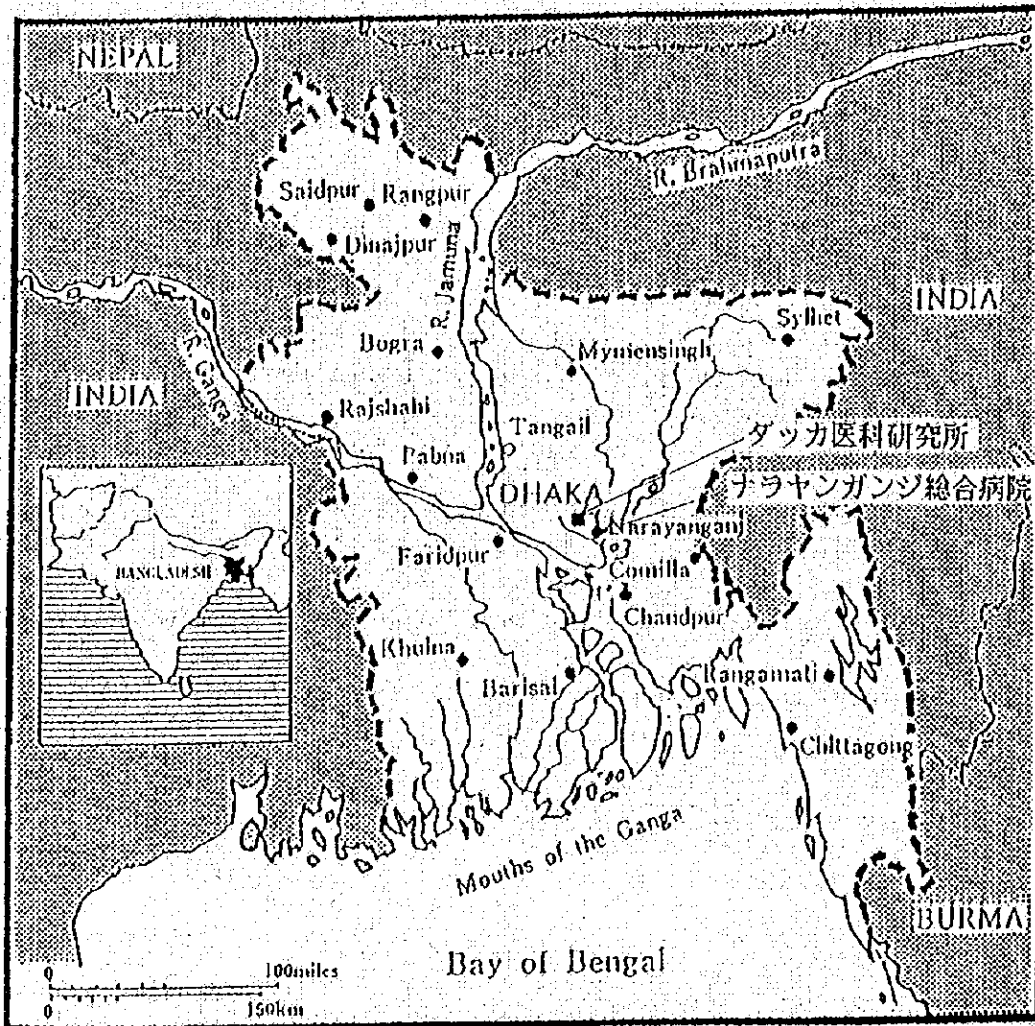 NEPAL
R. Brahmaputra
Saidpur
Rangpur
Dinajpur
R. Jamuna
INDIA
Sylhet
Bogra
Mymensingh
R. Ganga
INDIA
Rajshahi
Tangail
ダッカ医科研究所
Pabna
DHAKA
ナラヤンガンジ総合病院
Narayanganj
Faridpur
Comilla
BANGLADESH
Chandpur
Khulna
Barisal
Rangamati
Chittagong
Mouths of the Ganga
BURMA
Bay of Bengal
0 100miles
0 150km